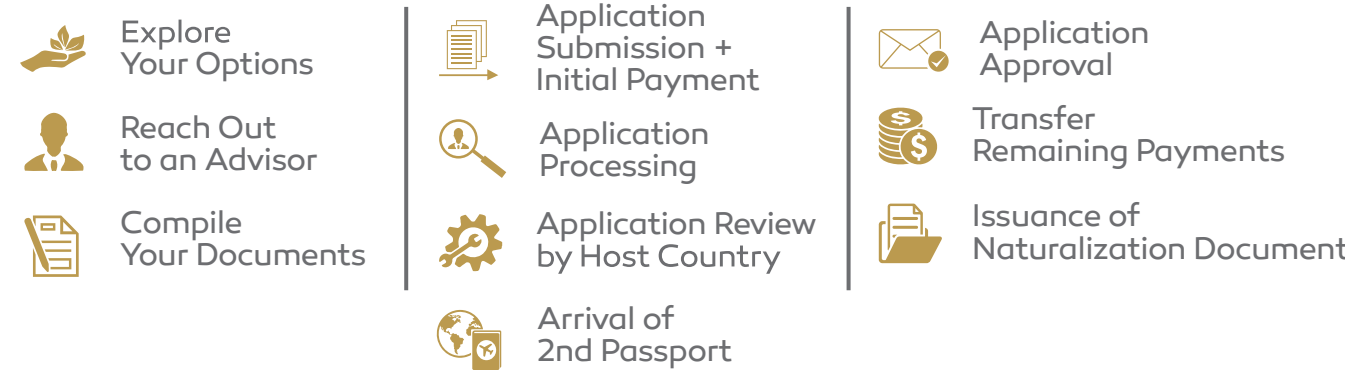 Explore
Your Options
Reach Out
to an Advisor
Compile
Your Documents
Application
Submission +
Initial Payment
Application
Processing
Application Review
by Host Country
Application
Approval
Transfer
Remaining Payments
Issuance of
Naturalization Document
Arrival of
2nd Passport